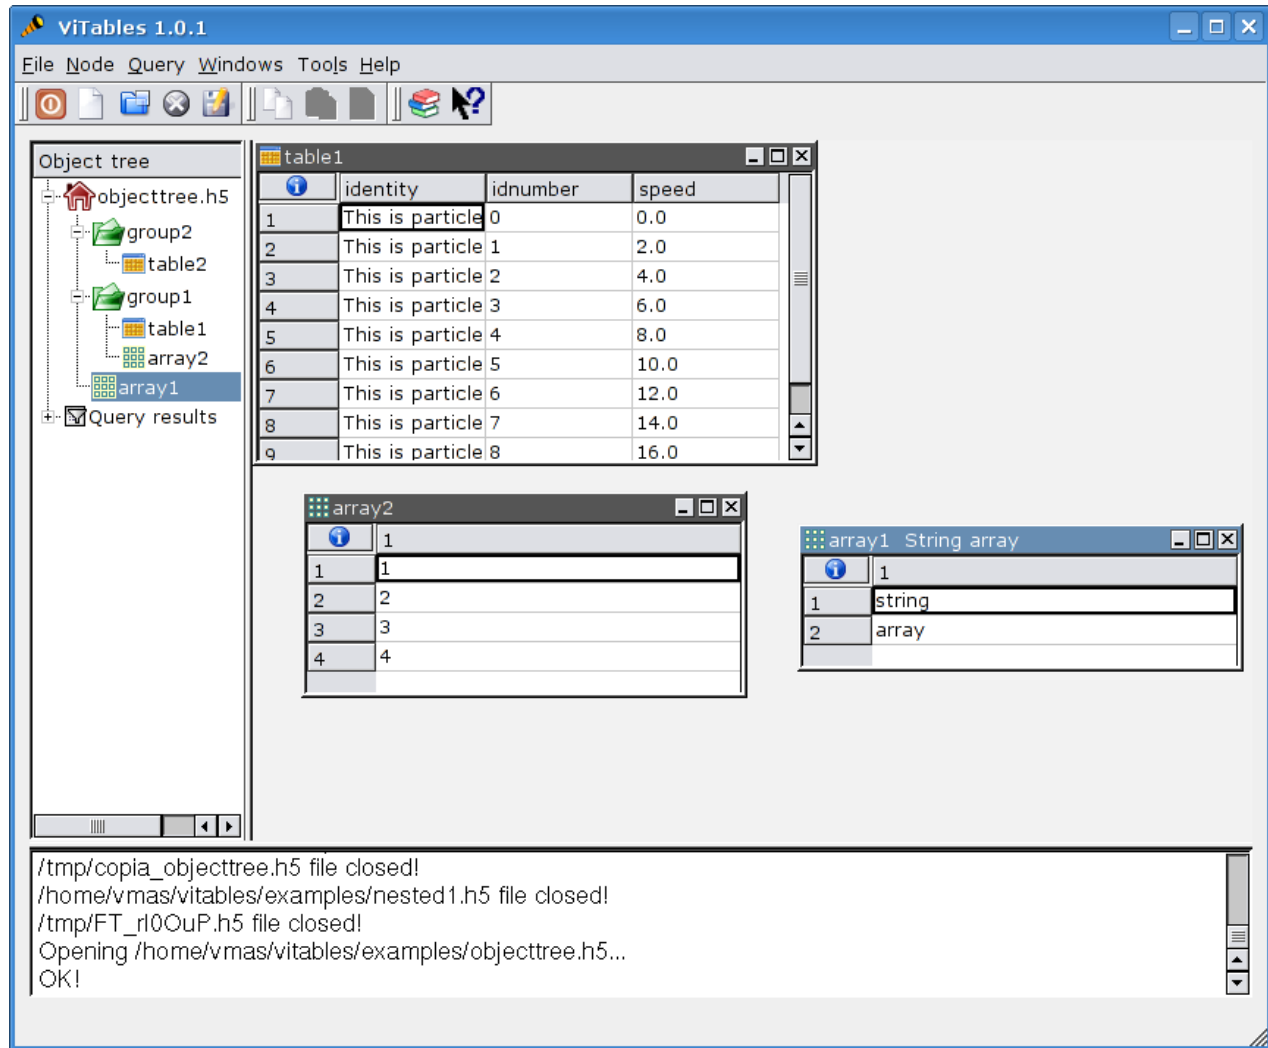 ViTables 1.0.1
File Node Query Windows Tools Help
Object tree
objecttree.h5
group2
table2
group1
table1
array2
array1
Query results
table1
identity idnumber speed
1 This is particle 0 0.0
2 This is particle 1 2.0
3 This is particle 2 4.0
4 This is particle 3 6.0
5 This is particle 4 8.0
6 This is particle 5 10.0
7 This is particle 6 12.0
8 This is particle 7 14.0
9 This is particle 8 16.0
array2
1
1 1
2 2
3 3
4 4
array1 String array
1
1 string
2 array
/tmp/copia_objecttree.h5 file closed!
/home/vmas/vitables/examples/nested1.h5 file closed!
/tmp/FT_rI0OuP.h5 file closed!
Opening /home/vmas/vitables/examples/objecttree.h5...
OK!